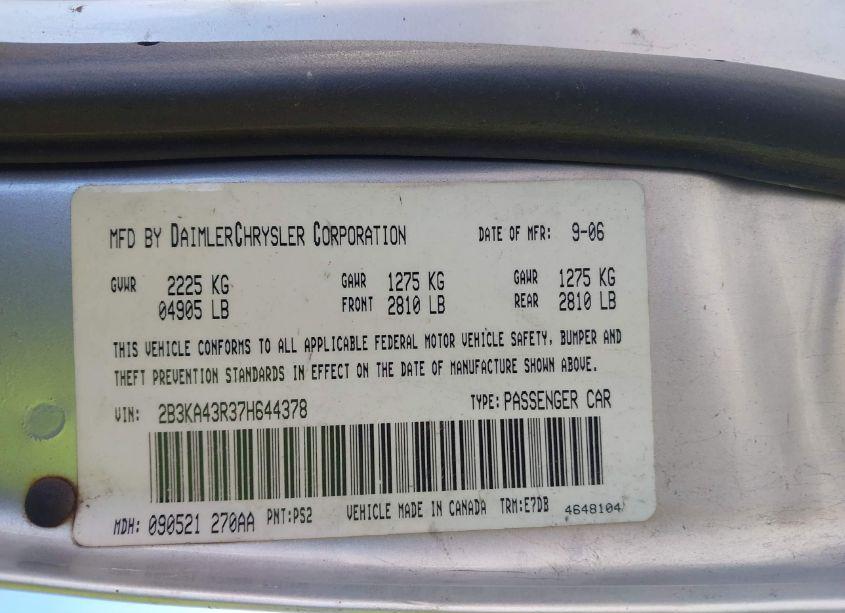 MFD BY DAIMLERCHRYSLER CORPORATION DATE OF MFR: 9-06
GVWR 2225 KG GAWR 1275 KG GAWR 1275 KG
04905 LB FRONT 2810 LB REAR 2810 LB
THIS VEHICLE CONFORMS TO ALL APPLICABLE FEDERAL MOTOR VEHICLE SAFETY, BUMPER AND
THEFT PREVENTION STANDARDS IN EFFECT ON THE DATE OF MANUFACTURE SHOWN ABOVE.
VIN: 2B3KA43R37H644378 TYPE: PASSENGER CAR
MDH: 090521 270AA PNT:PS2 VEHICLE MADE IN CANADA TRM:E7DB 4648104